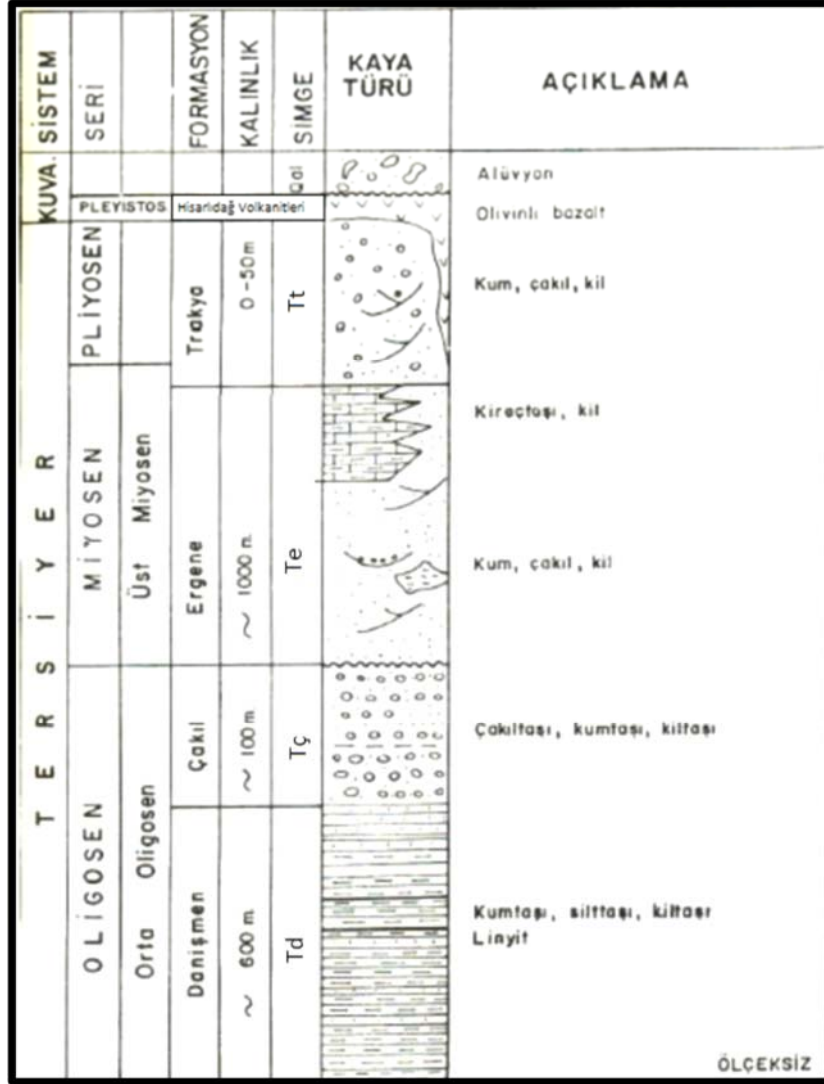 SİSTEM
SERİ
FORMASYON
KALINLIK
SİMGE
KAYA
TÜRÜ
AÇIKLAMA
KUVA.
Qal
Alüvyon
PLEYİSTOS
Hisarıdağ Volkanitleri
Olivinli bazalt
TERSİYER
PLİYOSEN
Trakya
0-50m
Tt
Kum, çakıl, kil
MİYOSEN
Üst Miyosen
Ergene
~ 1000 m.
Te
Kireçtaşı, kil
Kum, çakıl, kil
OLİGOSEN
Orta Oligosen
Çakıl
~ 100 m.
Tç
Çakıltaşı, kumtaşı, kiltaşı
Danişmen
~ 600 m.
Td
Kumtaşı, silttaşı, kiltaşı
Linyit
ÖLÇEKSİZ